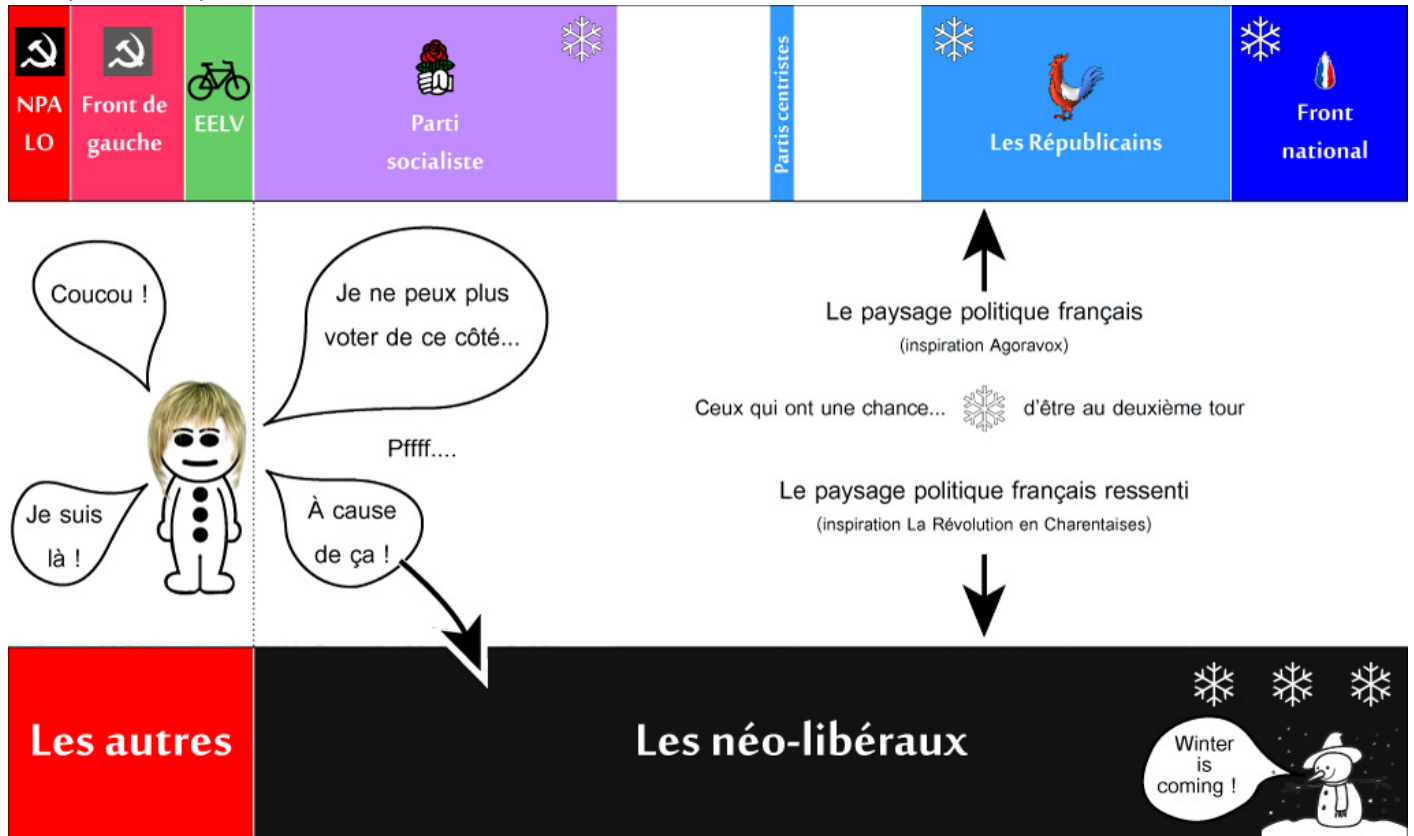 NPA
LO
Front de
gauche
EELV
Parti
socialiste
Partis centristes
Les Républicains
Front
national
Coucou !
Je ne peux plus
voter de ce côté...
Pffff....
Je suis
là !
À cause
de ça !
Le paysage politique français
(inspiration Agoravox)
Ceux qui ont une chance... d'être au deuxième tour
Le paysage politique français ressenti
(inspiration La Révolution en Charentaises)
Les autres
Les néo-libéraux
Winter
is
coming !